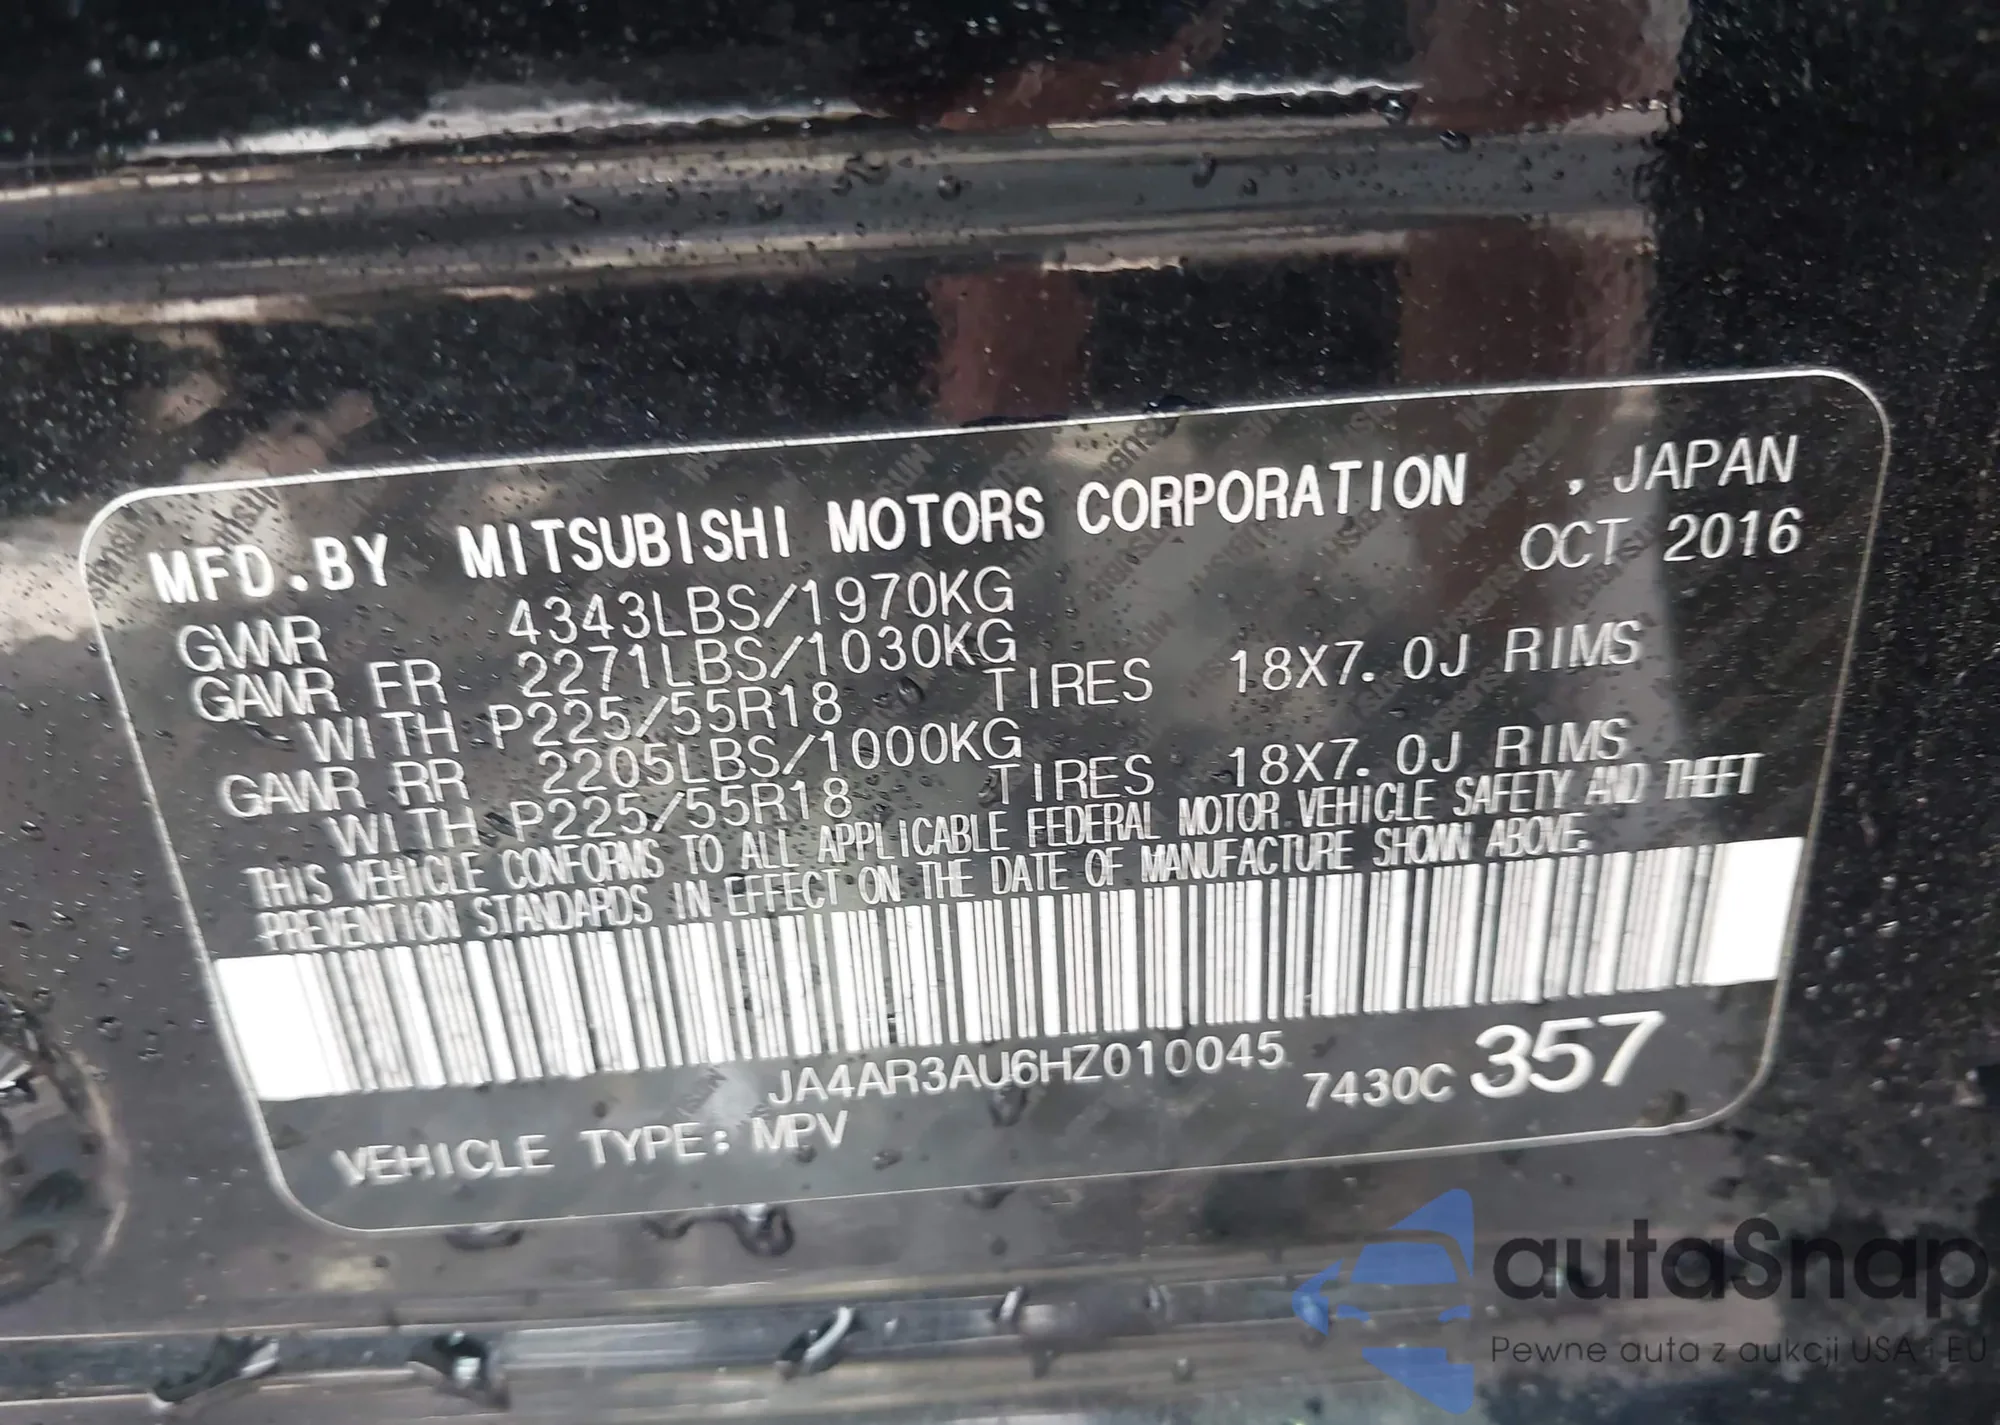 MFD.BY MITSUBISHI MOTORS CORPORATION , JAPAN
OCT 2016
GVWR 4343LBS/1970KG
GAWR FR 2271LBS/1030KG
WITH P225/55R18 TIRES 18X7.0J RIMS
GAWR RR 2205LBS/1000KG
WITH P225/55R18 TIRES 18X7.0J RIMS
THIS VEHICLE CONFORMS TO ALL APPLICABLE FEDERAL MOTOR VEHICLE SAFETY AND THEFT
PREVENTION STANDARDS IN EFFECT ON THE DATE OF MANUFACTURE SHOWN ABOVE.
JA4AR3AU6HZ010045
7430C 357
VEHICLE TYPE: MPV
autaSnap
Pewne auta z aukcji USA i EU